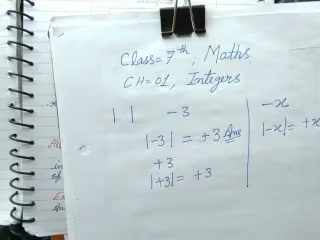 Class = 7th, Maths
CH = 01, Integers
| | -3
|-3| = +3 Ans
+3
|+3| = +3
-x
|-x| = +x